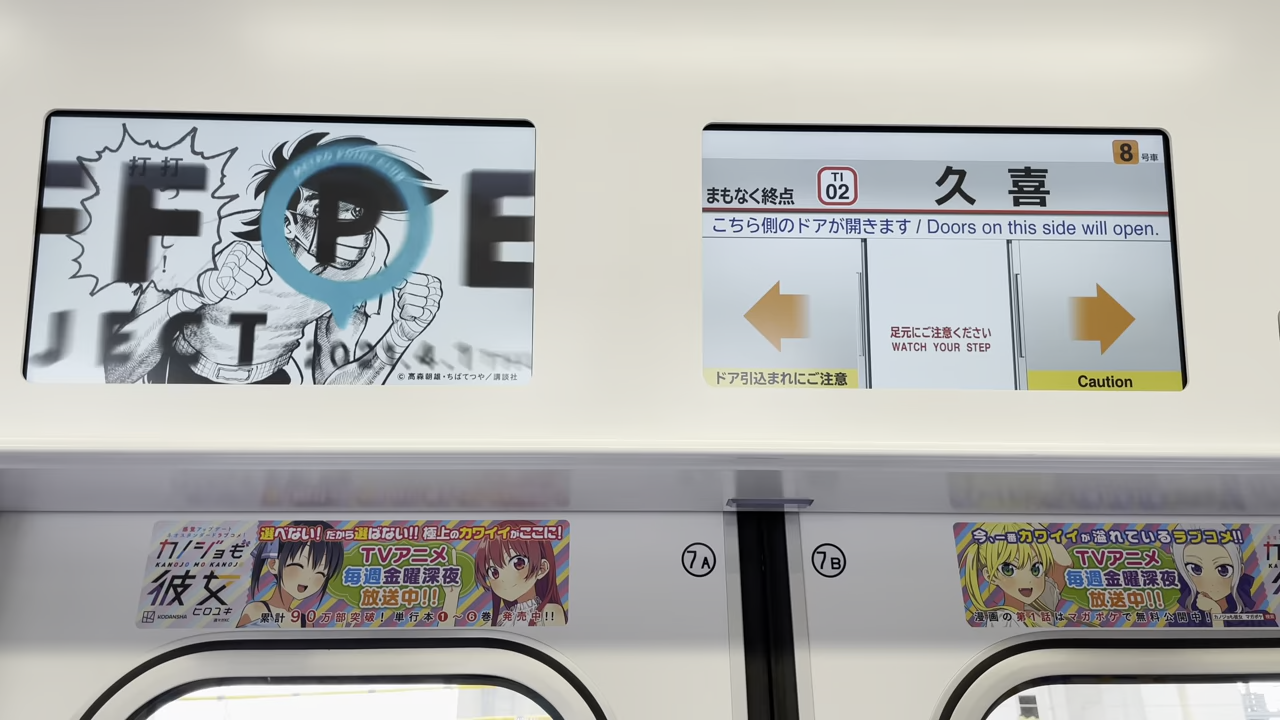 打
打
っ
!
F F P E
JECT
© 高森朝雄・ちばてつや／講談社
8 号車
まもなく終点
TI
02
久喜
こちら側のドアが開きます / Doors on this side will open.
足元にご注意ください
WATCH YOUR STEP
ドア引込まれにご注意
Caution
カノジョも
KANOJO MO KANOJO
彼女
ヒロユキ
KODANSHA
選べない! だから選ばない!! 極上のカワイイがここに!
TVアニメ
毎週金曜深夜
放送中!!
累計90万部突破! 単行本❶〜❻巻、発売中!!
7A
7B
今、一番カワイイが溢れているラブコメ!!
TVアニメ
毎週金曜深夜
放送中!!
漫画の第1話はマガポケで無料公開中!